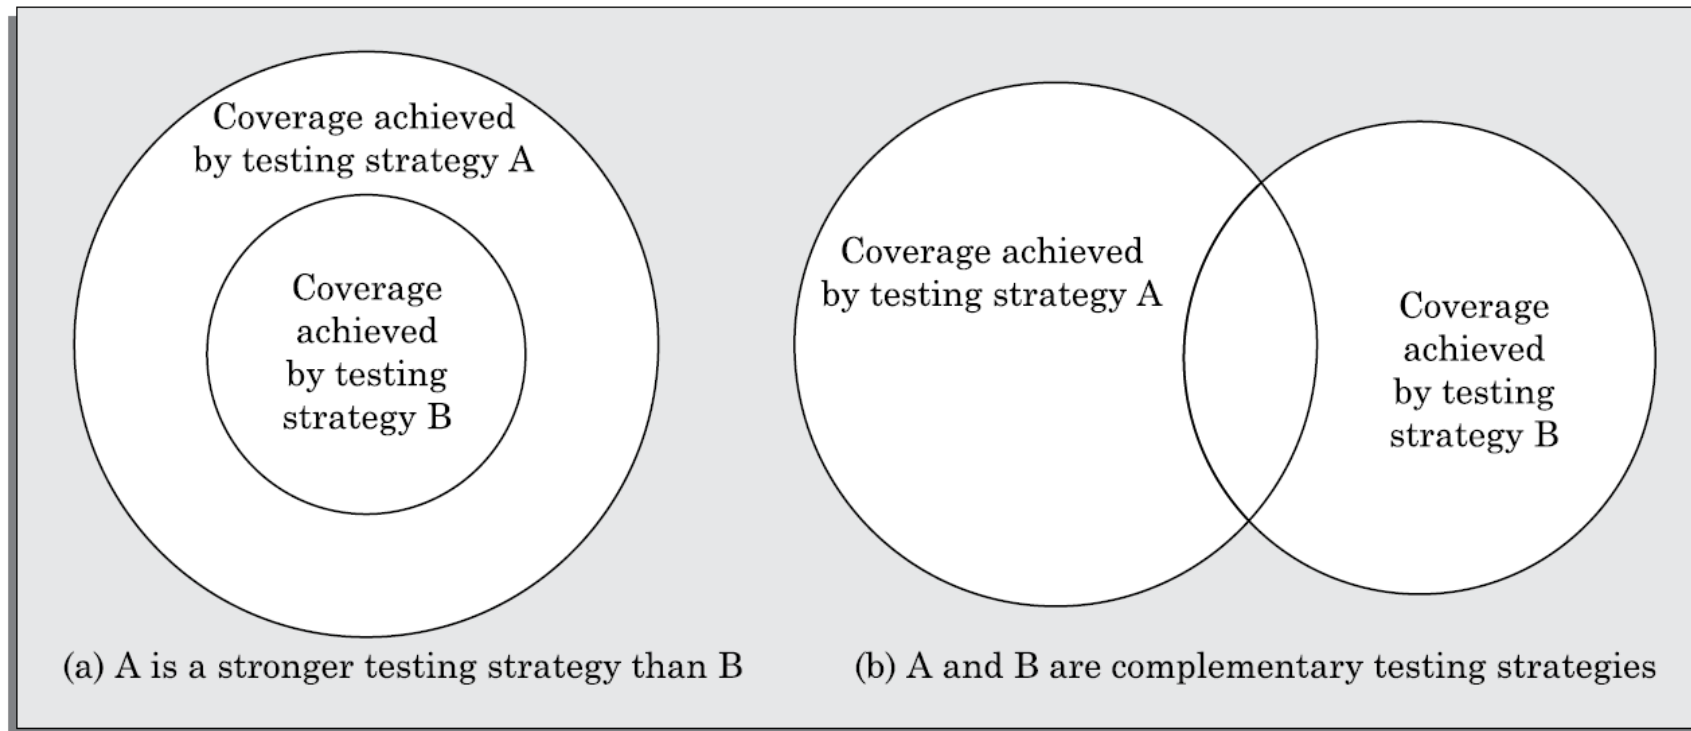 Coverage achieved
by testing strategy A
Coverage
achieved
by testing
strategy B
(a) A is a stronger testing strategy than B
Coverage achieved
by testing strategy A
Coverage
achieved
by testing
strategy B
(b) A and B are complementary testing strategies